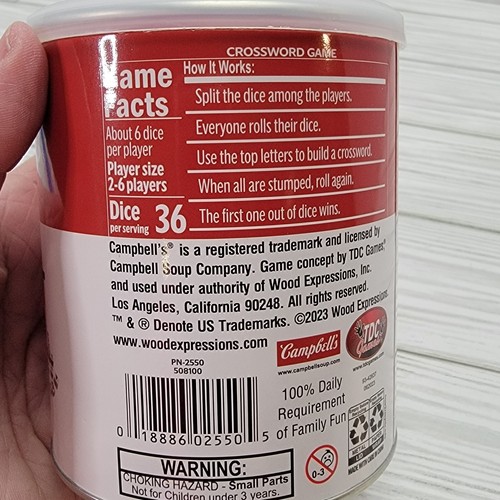 CROSSWORD GAME
Game Facts
About 6 dice
per player
Player size
2-6 players
Dice
per serving 36
How It Works:
Split the dice among the players.
Everyone rolls their dice.
Use the top letters to build a crossword.
When all are stumped, roll again.
The first one out of dice wins.
Campbell's® is a registered trademark and licensed by
Campbell Soup Company. Game concept by TDC Games,
and used under authority of Wood Expressions, Inc.
Los Angeles, California 90248. All rights reserved.
™ & ® Denote US Trademarks. ©2023 Wood Expressions
www.woodexpressions.com
Campbell's
www.campbellsoup.com
TDC
Games
PN-2550
508100
0 18886 02550 5
100% Daily
Requirement
of Family Fun
WARNING:
CHOKING HAZARD - Small Parts
Not for Children under 3 years.
0-3